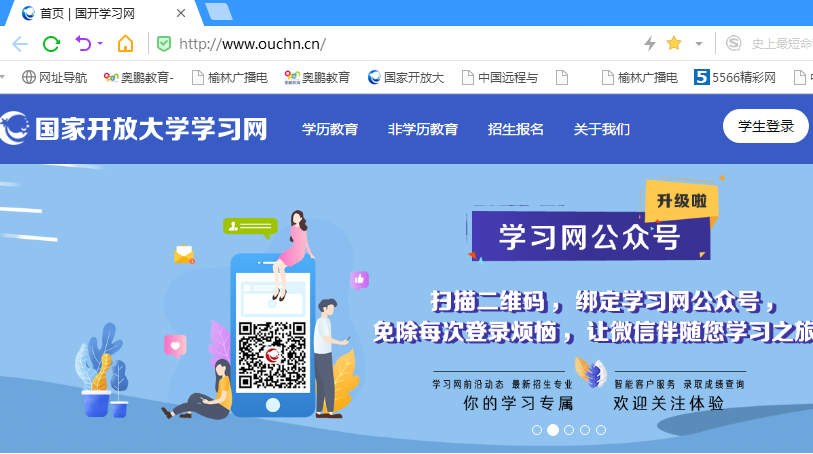 首页 | 国开学习网
http://www.ouchn.cn/
史上最短命
网址导航 奥鹏教育- 榆林广播电 奥鹏教育 国家开放大 中国远程与 榆林广播电 5566精彩网
国家开放大学学习网 学历教育 非学历教育 招生报名 关于我们 学生登录
升级啦
学习网公众号
扫描二维码，绑定学习网公众号，
免除每次登录烦恼，让微信伴随您学习之旅
学习网前沿动态 最新招生专业 智能客户服务 录取成绩查询
你的学习专属 欢迎关注体验